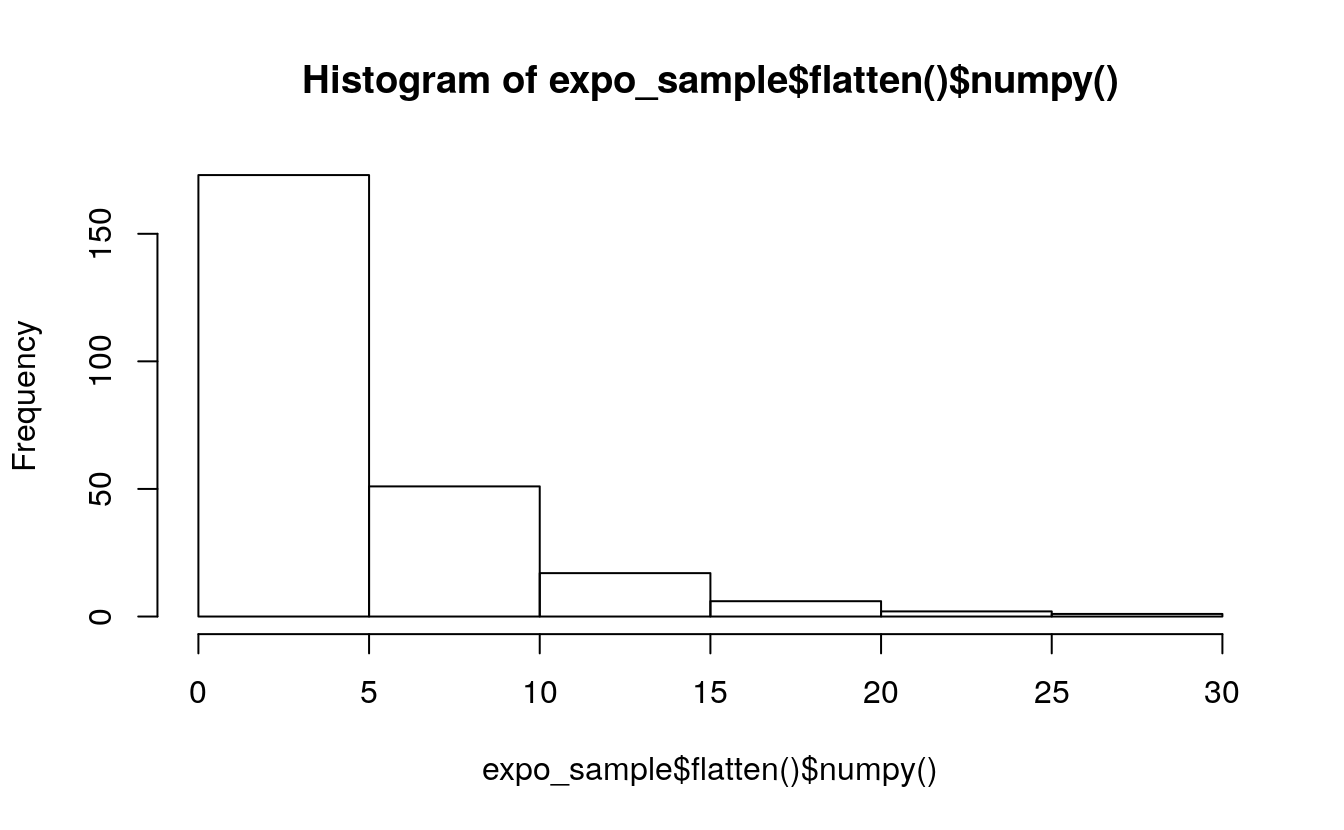 Histogram of expo_sample$flatten()$numpy()
Frequency
150
100
50
0
0 5 10 15 20 25 30
expo_sample$flatten()$numpy()